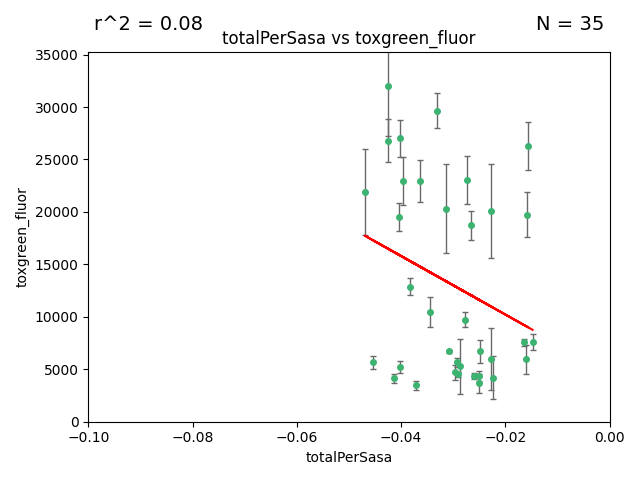 r^2 = 0.08
N = 35
totalPerSasa vs toxgreen_fluor
35000
30000
25000
20000
15000
10000
5000
0
toxgreen_fluor
−0.10
−0.08
−0.06
−0.04
−0.02
0.00
totalPerSasa